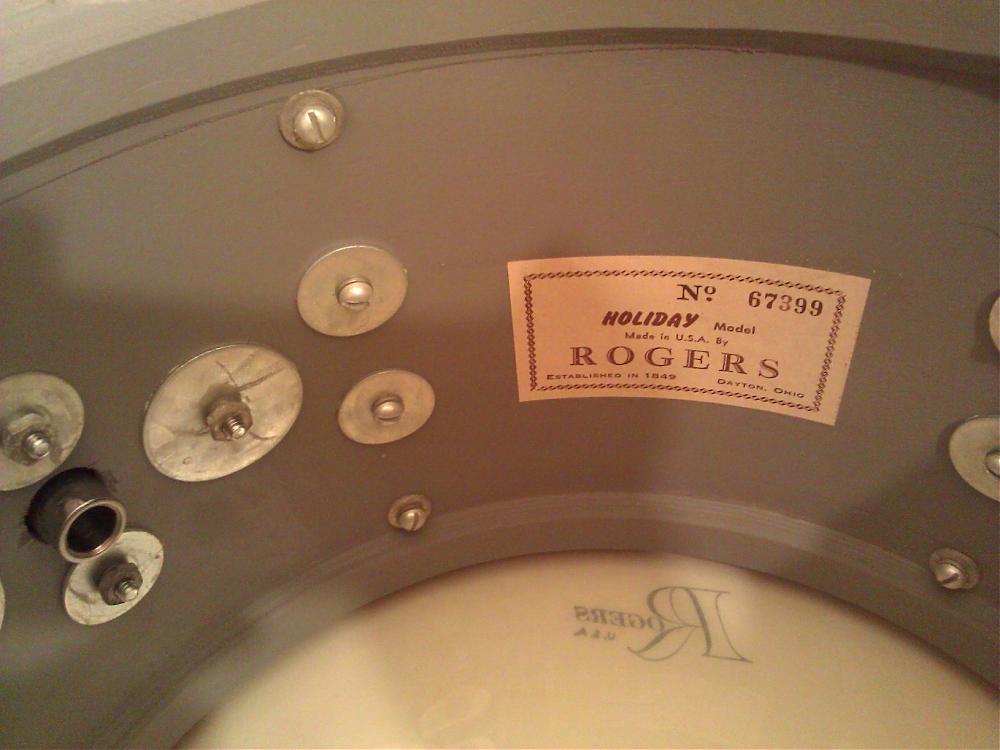 Nº 67399
HOLIDAY Model
Made in U.S.A. By
ROGERS
ESTABLISHED IN 1849 DAYTON, OHIO
ROGERS
U.S.A